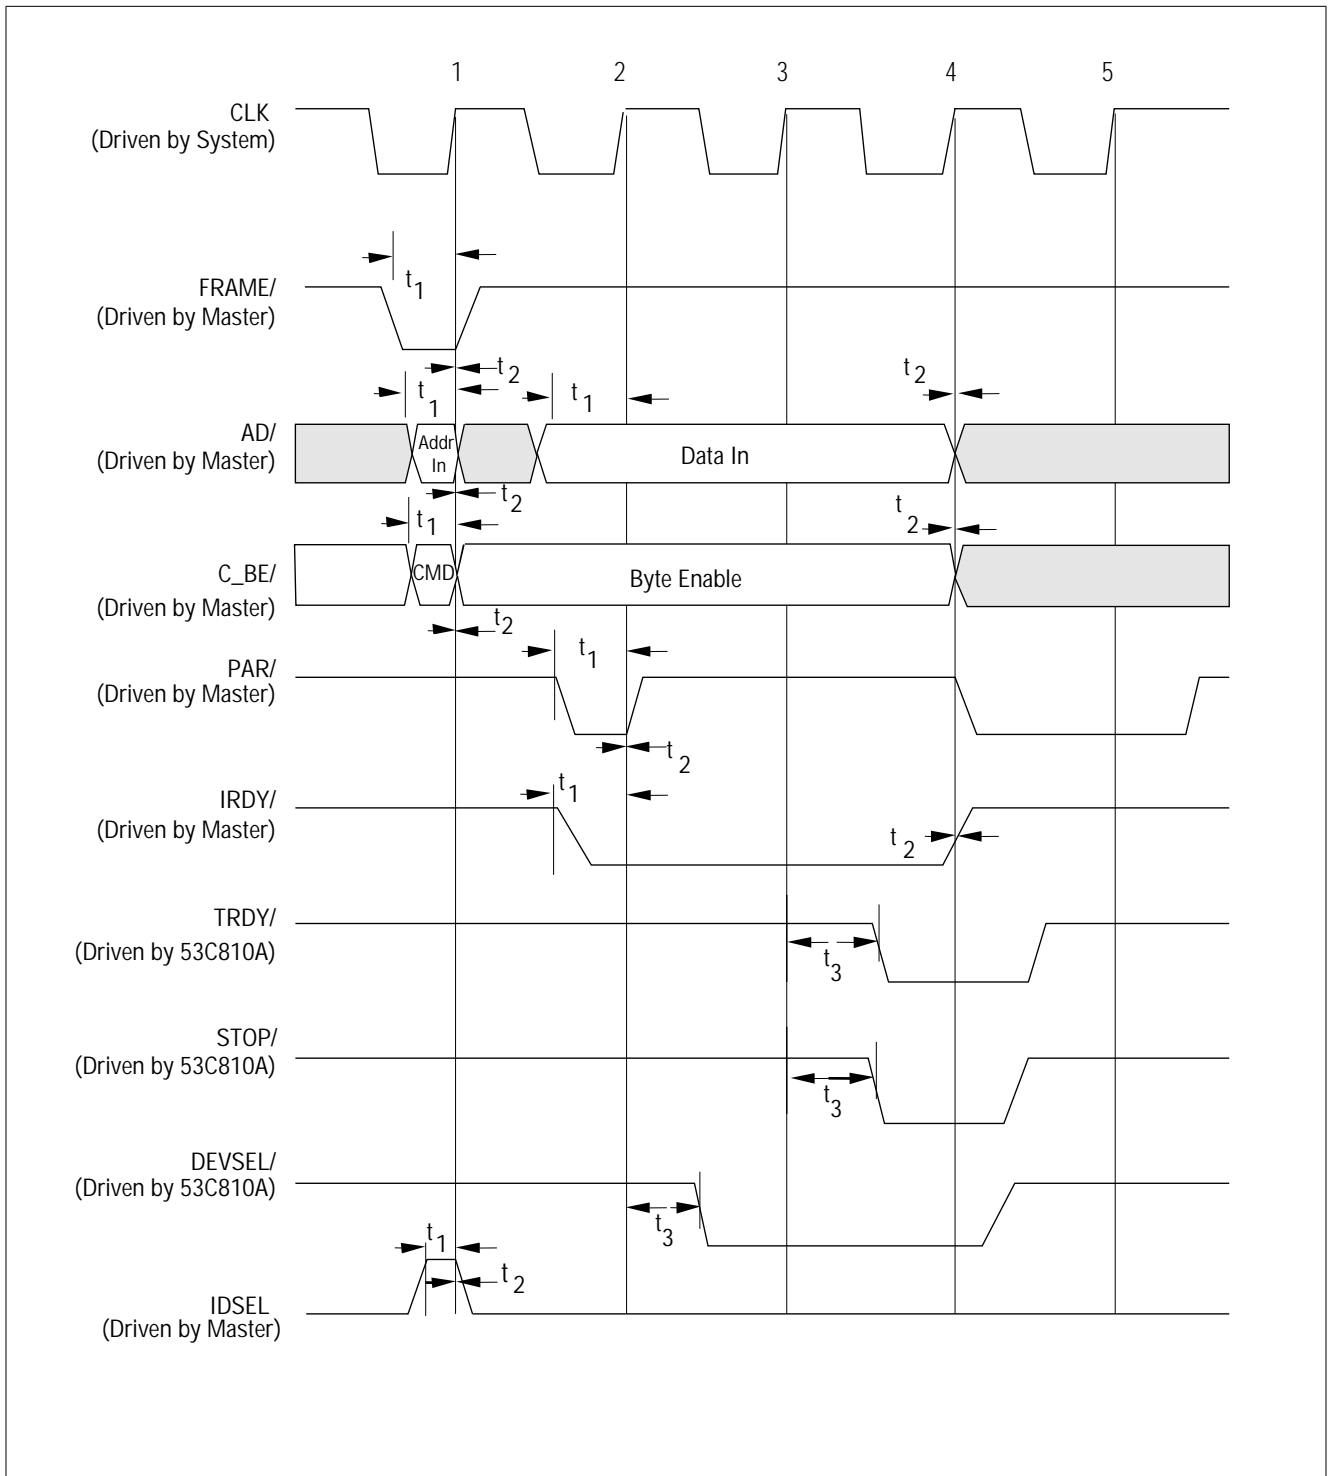 1 2 3 4 5
CLK
(Driven by System)
t1
FRAME/
(Driven by Master)
t2
t1 t1 t2
AD/
(Driven by Master)
Addr
In
Data In
t2
t1 t2
C_BE/
(Driven by Master)
CMD
Byte Enable
t2
t1
PAR/
(Driven by Master)
t2
t1
IRDY/
(Driven by Master)
t2
TRDY/
(Driven by 53C810A)
t3
STOP/
(Driven by 53C810A)
t3
DEVSEL/
(Driven by 53C810A)
t3
t1
t2
IDSEL
(Driven by Master)